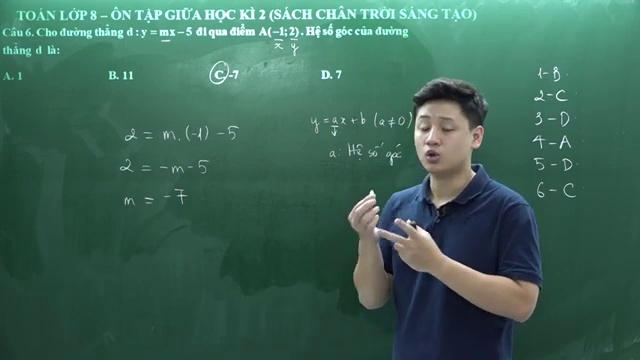 TOÁN LỚP 8 – ÔN TẬP GIỮA HỌC KÌ 2 (SÁCH CHÂN TRỜI SÁNG TẠO)
Câu 6. Cho đường thẳng d : y = mx – 5 đi qua điểm A(–1; 2). Hệ số góc của đường
thẳng d là:
x y
A. 1 B. 11 C. -7 D. 7
2 = m.(-1) - 5
2 = -m - 5
m = -7
y = ax + b (a ≠ 0)
a: Hệ số góc
1 - B
2 - C
3 - D
4 - A
5 - D
6 - C